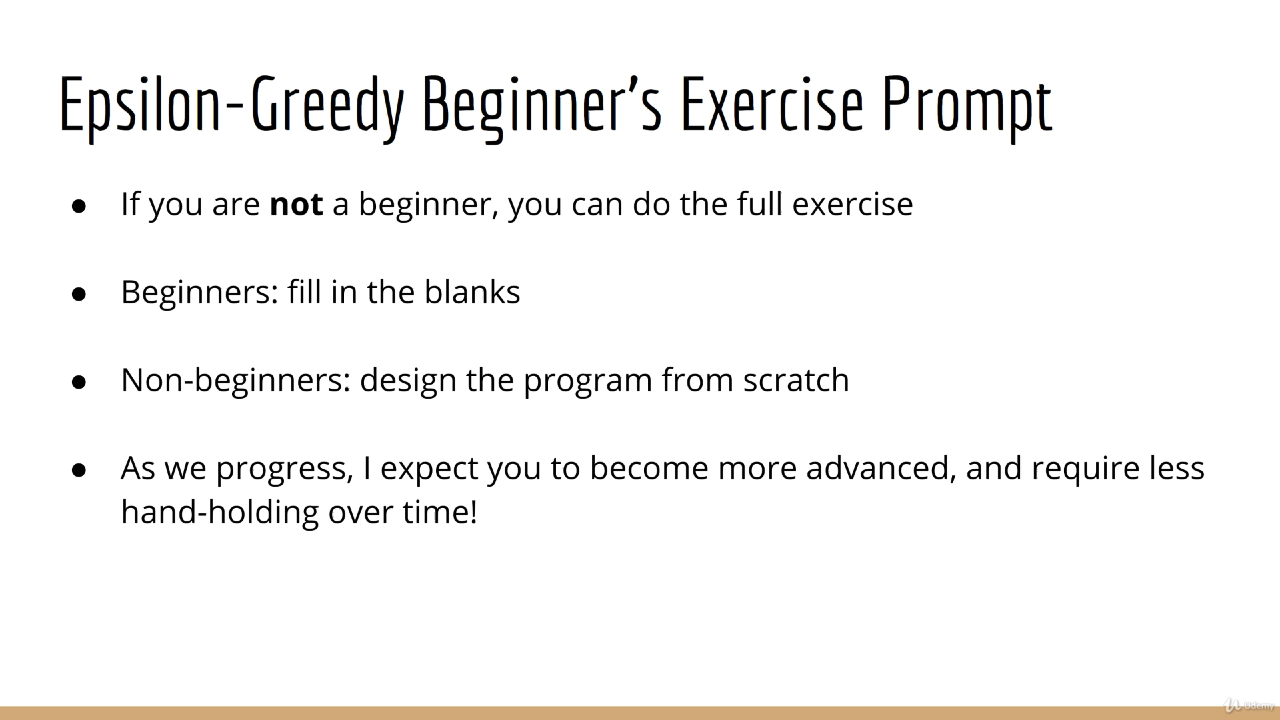 Epsilon-Greedy Beginner's Exercise Prompt
● If you are not a beginner, you can do the full exercise
● Beginners: fill in the blanks
● Non-beginners: design the program from scratch
● As we progress, I expect you to become more advanced, and require less
hand-holding over time!
Udemy